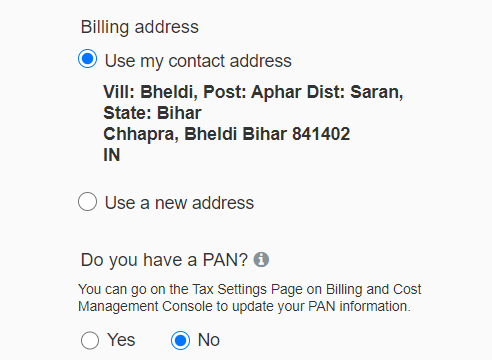 Billing address
Use my contact address
Vill: Bheldi, Post: Aphar Dist: Saran,
State: Bihar
Chhapra, Bheldi Bihar 841402
IN
Use a new address
Do you have a PAN?
You can go on the Tax Settings Page on Billing and Cost
Management Console to update your PAN information.
Yes No